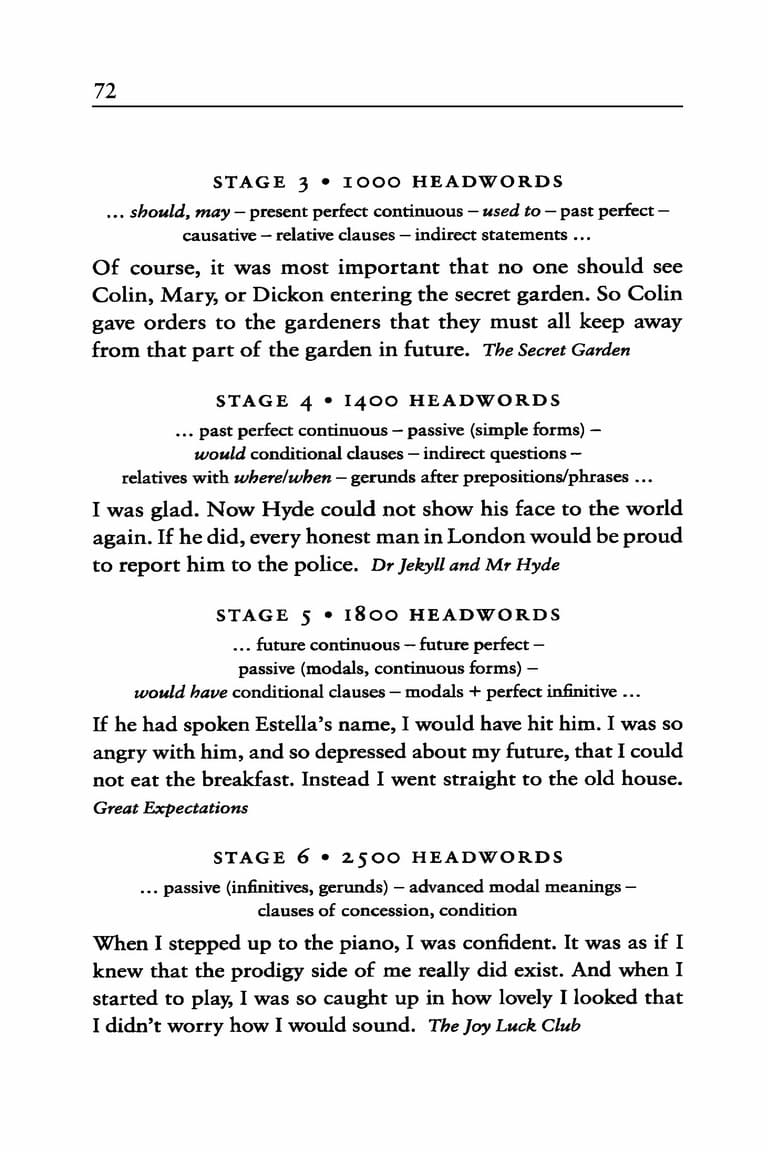 72
STAGE 3 • 1000 HEADWORDS
... should, may – present perfect continuous – used to – past perfect –
causative – relative clauses – indirect statements ...
Of course, it was most important that no one should see
Colin, Mary, or Dickon entering the secret garden. So Colin
gave orders to the gardeners that they must all keep away
from that part of the garden in future. The Secret Garden
STAGE 4 • 1400 HEADWORDS
... past perfect continuous – passive (simple forms) –
would conditional clauses – indirect questions –
relatives with where/when – gerunds after prepositions/phrases ...
I was glad. Now Hyde could not show his face to the world
again. If he did, every honest man in London would be proud
to report him to the police. Dr Jekyll and Mr Hyde
STAGE 5 • 1800 HEADWORDS
... future continuous – future perfect –
passive (modals, continuous forms) –
would have conditional clauses – modals + perfect infinitive ...
If he had spoken Estella's name, I would have hit him. I was so
angry with him, and so depressed about my future, that I could
not eat the breakfast. Instead I went straight to the old house.
Great Expectations
STAGE 6 • 2500 HEADWORDS
... passive (infinitives, gerunds) – advanced modal meanings –
clauses of concession, condition
When I stepped up to the piano, I was confident. It was as if I
knew that the prodigy side of me really did exist. And when I
started to play, I was so caught up in how lovely I looked that
I didn't worry how I would sound. The Joy Luck Club